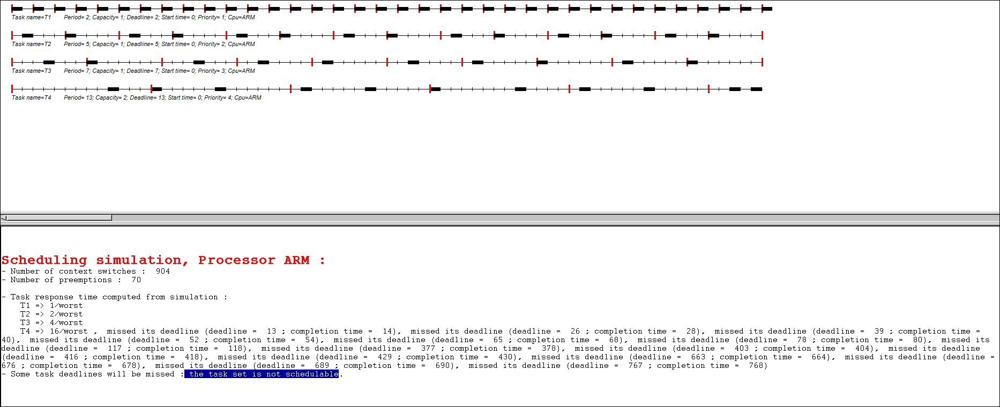 Task name=T1 Period= 2; Capacity= 1; Deadline= 2; Start time= 0; Priority= 1; Cpu=ARM
Task name=T2 Period= 5; Capacity= 1; Deadline= 5; Start time= 0; Priority= 2; Cpu=ARM
Task name=T3 Period= 7; Capacity= 1; Deadline= 7; Start time= 0; Priority= 3; Cpu=ARM
Task name=T4 Period= 13; Capacity= 2; Deadline= 13; Start time= 0; Priority= 4; Cpu=ARM
Scheduling simulation, Processor ARM :
- Number of context switches : 904
- Number of preemptions : 70
- Task response time computed from simulation :
T1 => 1/worst
T2 => 2/worst
T3 => 4/worst
T4 => 16/worst , missed its deadline (deadline = 13 ; completion time = 14), missed its deadline (deadline = 26 ; completion time = 28), missed its deadline (deadline = 39 ; completion time =
40), missed its deadline (deadline = 52 ; completion time = 54), missed its deadline (deadline = 65 ; completion time = 68), missed its deadline (deadline = 78 ; completion time = 80), missed its
deadline (deadline = 117 ; completion time = 118), missed its deadline (deadline = 377 ; completion time = 378), missed its deadline (deadline = 403 ; completion time = 404), missed its deadline
(deadline = 416 ; completion time = 418), missed its deadline (deadline = 429 ; completion time = 430), missed its deadline (deadline = 663 ; completion time = 664), missed its deadline (deadline =
676 ; completion time = 678), missed its deadline (deadline = 689 ; completion time = 690), missed its deadline (deadline = 767 ; completion time = 768)
- Some task deadlines will be missed : the task set is not schedulable.